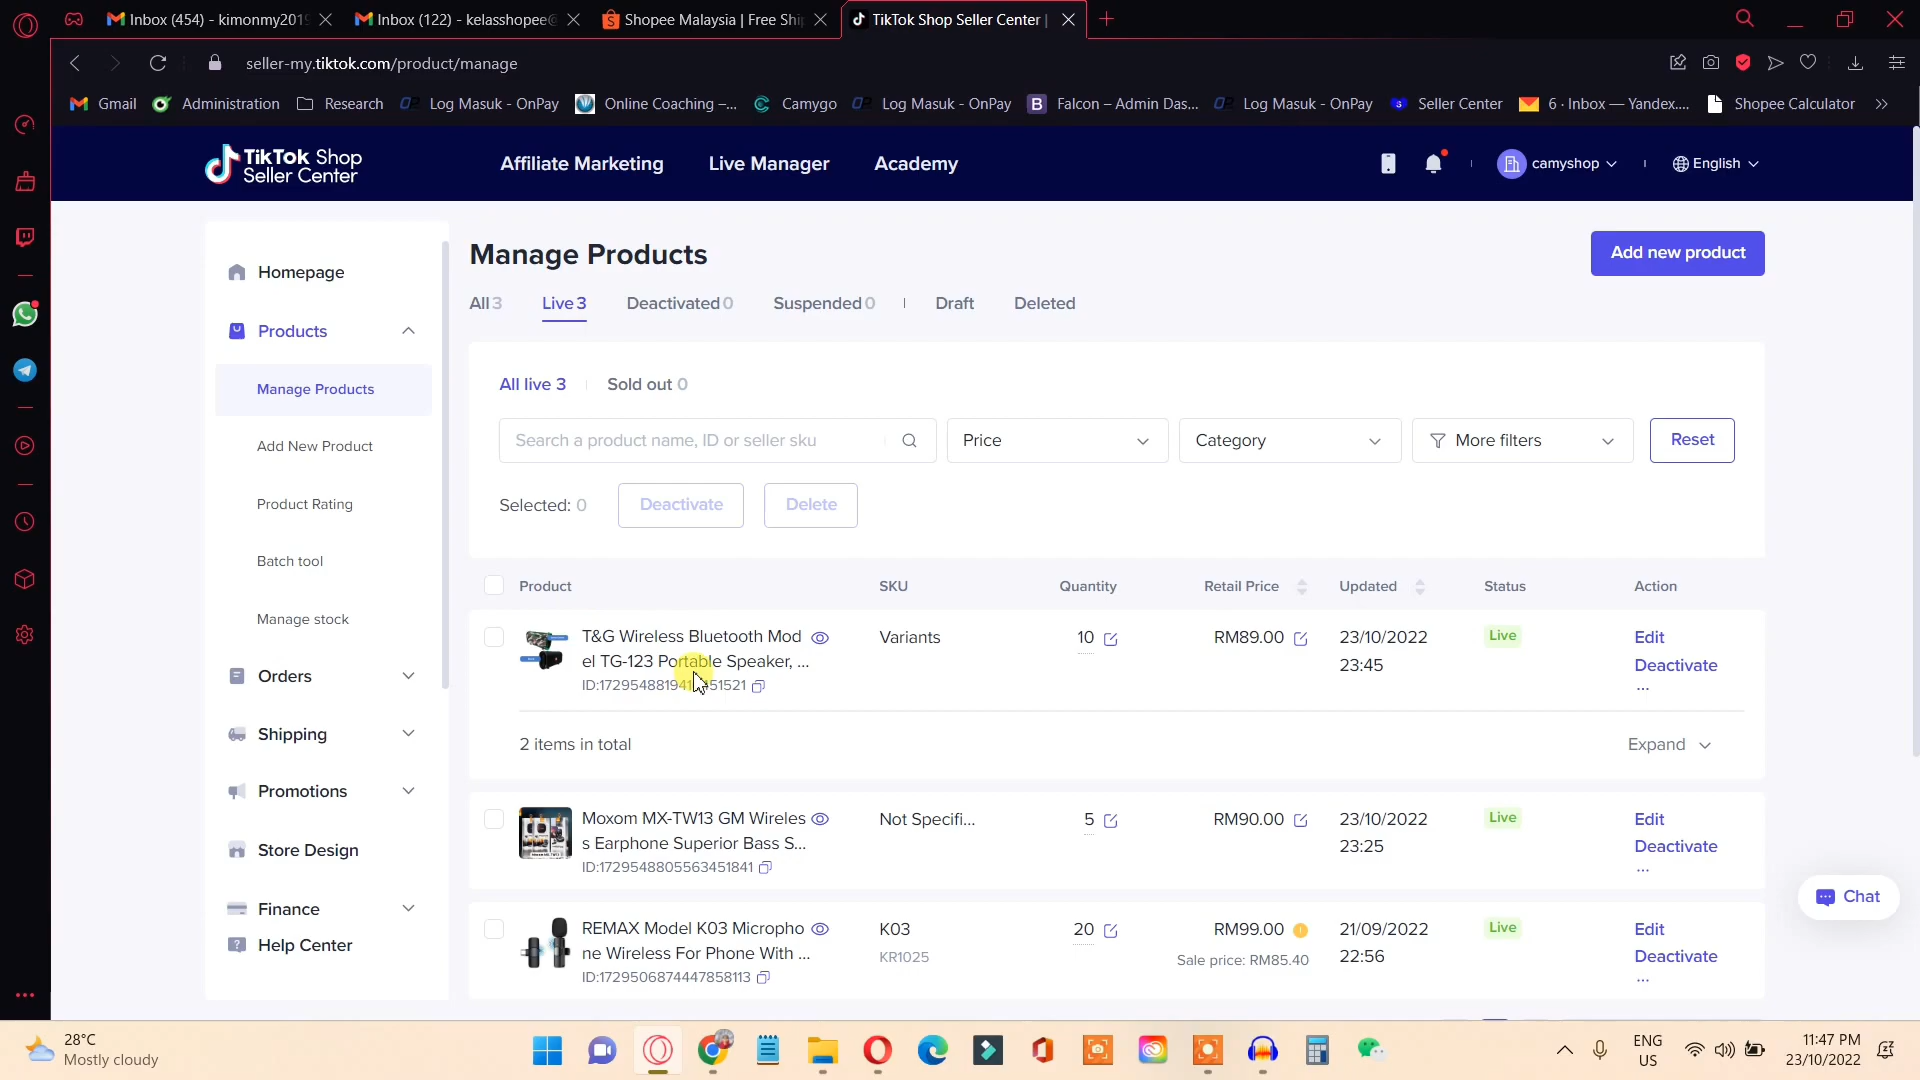 Inbox (454) - kimonmy2019
Inbox (122) - kelasshopee@
Shopee Malaysia | Free Ship
TikTok Shop Seller Center |
seller-my.tiktok.com/product/manage
Gmail
Administration
Research
Log Masuk - OnPay
Online Coaching –...
Camygo
Log Masuk - OnPay
Falcon – Admin Das...
Log Masuk - OnPay
Seller Center
6 · Inbox — Yandex....
Shopee Calculator
TikTok Shop
Seller Center
Affiliate Marketing
Live Manager
Academy
camyshop
English
Homepage
Products
Manage Products
Add New Product
Product Rating
Batch tool
Manage stock
Orders
Shipping
Promotions
Store Design
Finance
Help Center
Manage Products
Add new product
All 3
Live 3
Deactivated 0
Suspended 0
Draft
Deleted
All live 3
Sold out 0
Search a product name, ID or seller sku
Price
Category
More filters
Reset
Selected: 0
Deactivate
Delete
Product
SKU
Quantity
Retail Price
Updated
Status
Action
T&G Wireless Bluetooth Mod
el TG-123 Portable Speaker, ...
Variants
10
RM89.00
23/10/2022
23:45
Live
Edit
Deactivate
...
2 items in total
Expand
Moxom MX-TW13 GM Wireles
s Earphone Superior Bass S...
ID:1729548805563451841
Not Specifi...
5
RM90.00
23/10/2022
23:25
Live
Edit
Deactivate
...
REMAX Model K03 Micropho
ne Wireless For Phone With ...
ID:1729506874447858113
K03
KR1025
20
RM99.00
Sale price: RM85.40
21/09/2022
22:56
Live
Edit
Deactivate
...
Chat
28°C
Mostly cloudy
ENG
US
11:47 PM
23/10/2022